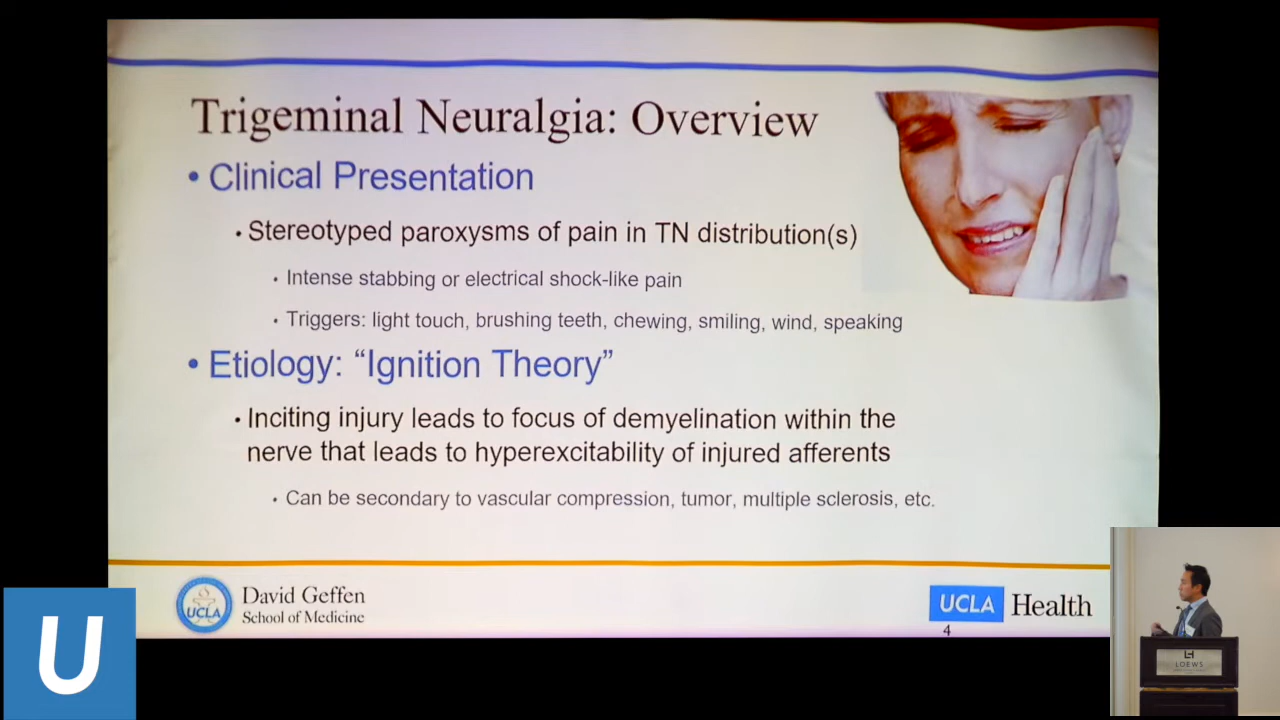 Trigeminal Neuralgia: Overview
• Clinical Presentation
• Stereotyped paroxysms of pain in TN distribution(s)
• Intense stabbing or electrical shock-like pain
• Triggers: light touch, brushing teeth, chewing, smiling, wind, speaking
• Etiology: “Ignition Theory”
• Inciting injury leads to focus of demyelination within the
nerve that leads to hyperexcitability of injured afferents
• Can be secondary to vascular compression, tumor, multiple sclerosis, etc.
UCLA
David Geffen
School of Medicine
UCLA Health
4
U
LOEWS